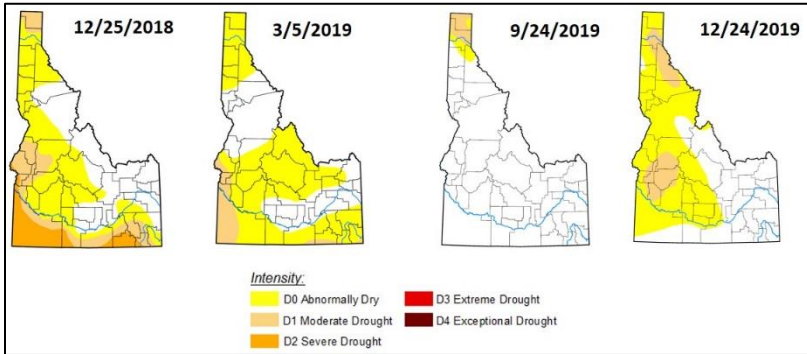 12/25/2018 3/5/2019 9/24/2019 12/24/2019
Intensity:
D0 Abnormally Dry D3 Extreme Drought
D1 Moderate Drought D4 Exceptional Drought
D2 Severe Drought